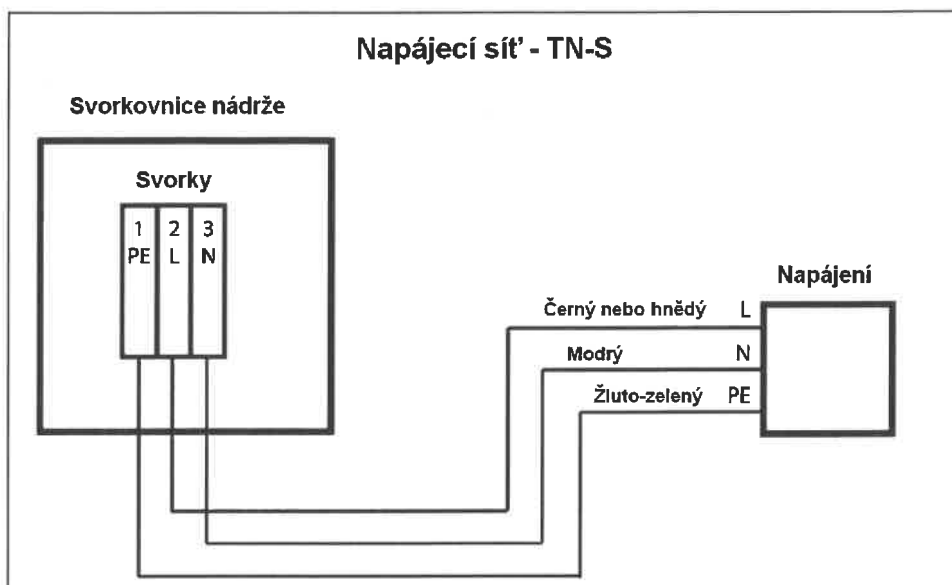 Napájecí síť - TN-S
Svorkovnice nádrže
Svorky
1 2 3
PE L N
Napájení
Černý nebo hnědý L
Modrý N
Žluto-zelený PE